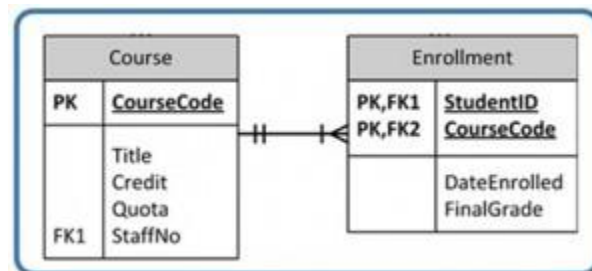 Course
PK CourseCode
Title
Credit
Quota
FK1 StaffNo
Enrollment
PK,FK1 StudentID
PK,FK2 CourseCode
DateEnrolled
FinalGrade